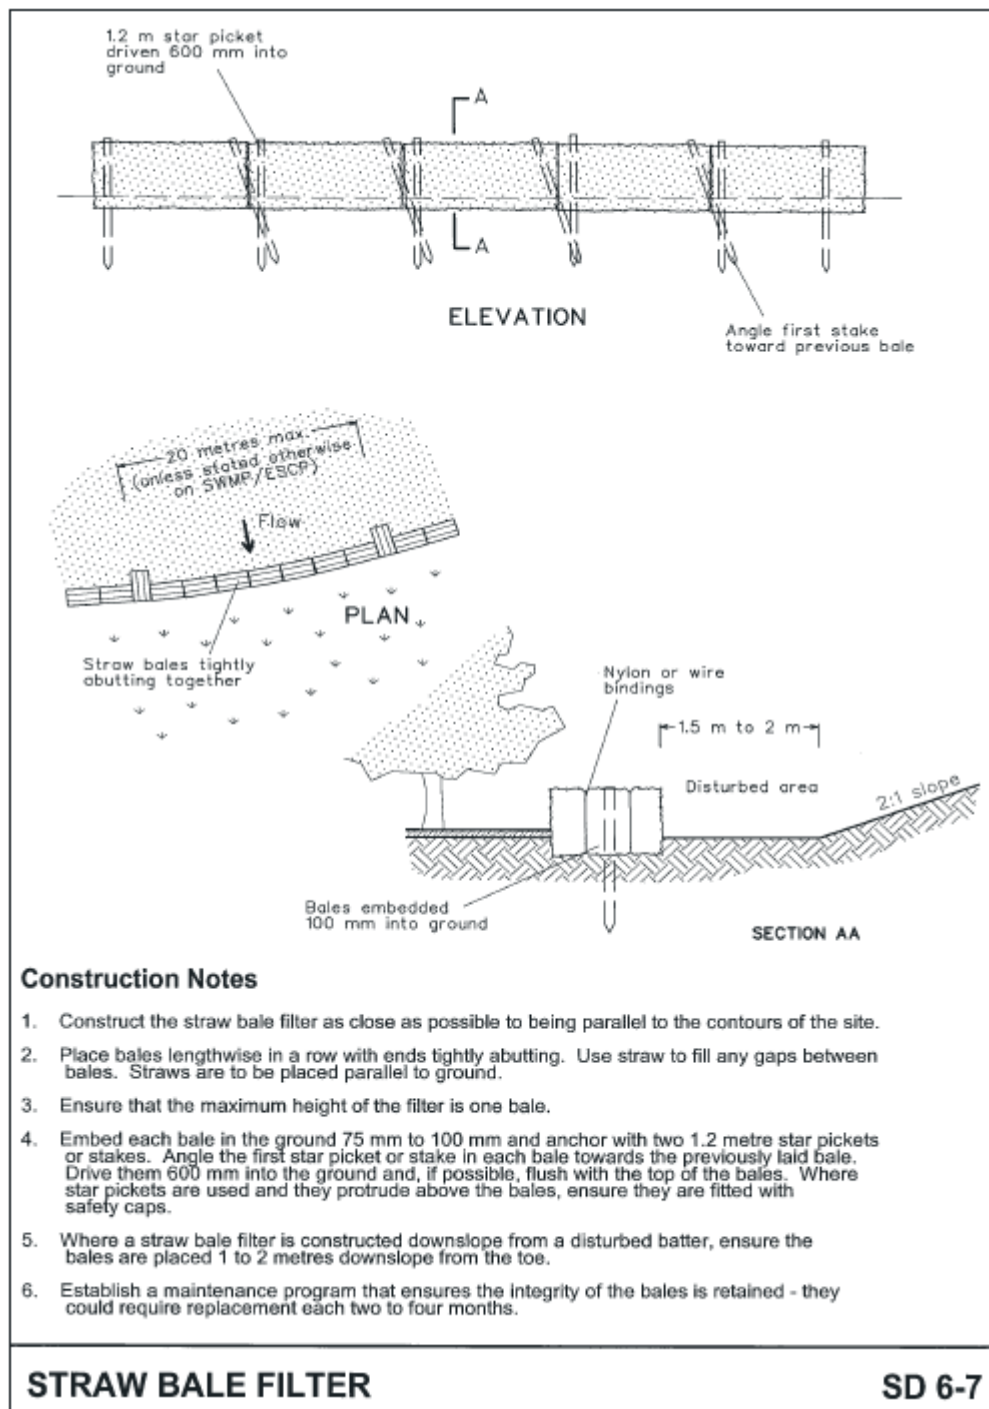 1.2 m star picket
driven 600 mm into
ground
A
A
ELEVATION
Angle first stake
toward previous bale
20 metres max.
(unless stated otherwise
on SWMP/ESCP)
Flow
PLAN
Straw bales tightly
abutting together
Nylon or wire
bindings
1.5 m to 2 m
Disturbed area
2:1 slope
Bales embedded
100 mm into ground
SECTION AA
Construction Notes
1. Construct the straw bale filter as close as possible to being parallel to the contours of the site.
2. Place bales lengthwise in a row with ends tightly abutting. Use straw to fill any gaps between
bales. Straws are to be placed parallel to ground.
3. Ensure that the maximum height of the filter is one bale.
4. Embed each bale in the ground 75 mm to 100 mm and anchor with two 1.2 metre star pickets
or stakes. Angle the first star picket or stake in each bale towards the previously laid bale.
Drive them 600 mm into the ground and, if possible, flush with the top of the bales. Where
star pickets are used and they protrude above the bales, ensure they are fitted with
safety caps.
5. Where a straw bale filter is constructed downslope from a disturbed batter, ensure the
bales are placed 1 to 2 metres downslope from the toe.
6. Establish a maintenance program that ensures the integrity of the bales is retained - they
could require replacement each two to four months.
STRAW BALE FILTER
SD 6-7